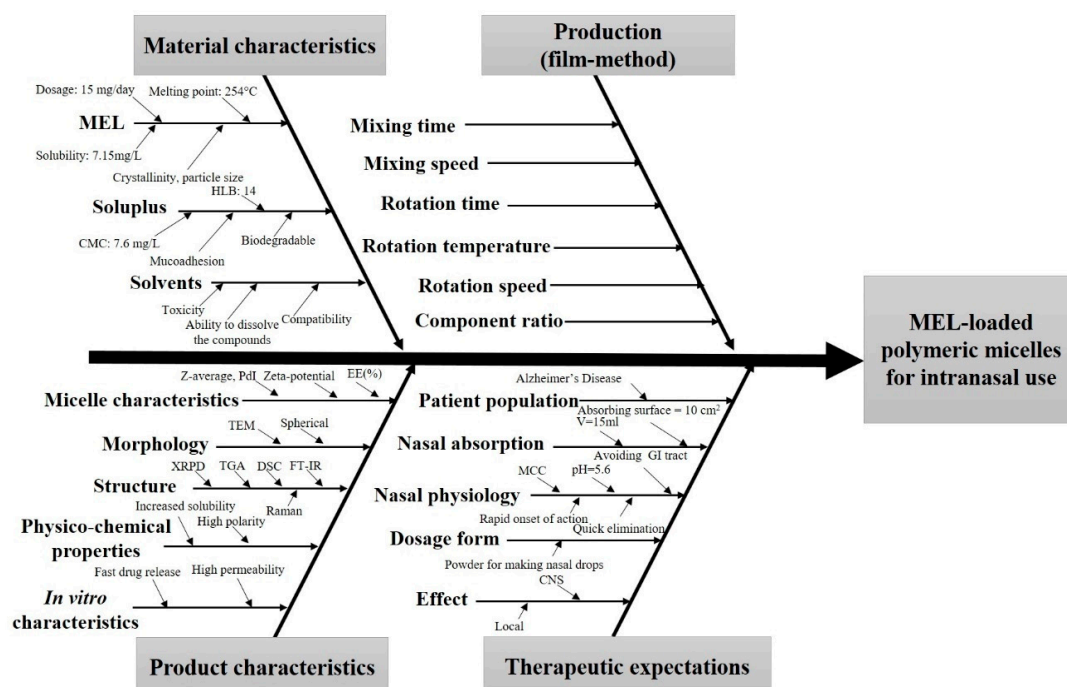 Material characteristics
Production
(film-method)
Dosage: 15 mg/day
Melting point: 254°C
MEL
Solubility: 7.15mg/L
Crystallinity, particle size
HLB: 14
Soluplus
CMC: 7.6 mg/L
Biodegradable
Mucoadhesion
Solvents
Toxicity
Ability to dissolve
the compounds
Compatibility
Mixing time
Mixing speed
Rotation time
Rotation temperature
Rotation speed
Component ratio
MEL-loaded
polymeric micelles
for intranasal use
Z-average, PdI
Zeta-potential
EE(%)
Micelle characteristics
TEM
Spherical
Morphology
XRPD
TGA
DSC
FT-IR
Structure
Raman
Increased solubility
High polarity
Physico-chemical
properties
Fast drug release
High permeability
In vitro
characteristics
Product characteristics
Alzheimer's Disease
Patient population
Absorbing surface = 10 cm²
V=15ml
Nasal absorption
Avoiding GI tract
MCC
pH=5.6
Nasal physiology
Rapid onset of action
Quick elimination
Dosage form
Powder for making nasal drops
CNS
Effect
Local
Therapeutic expectations